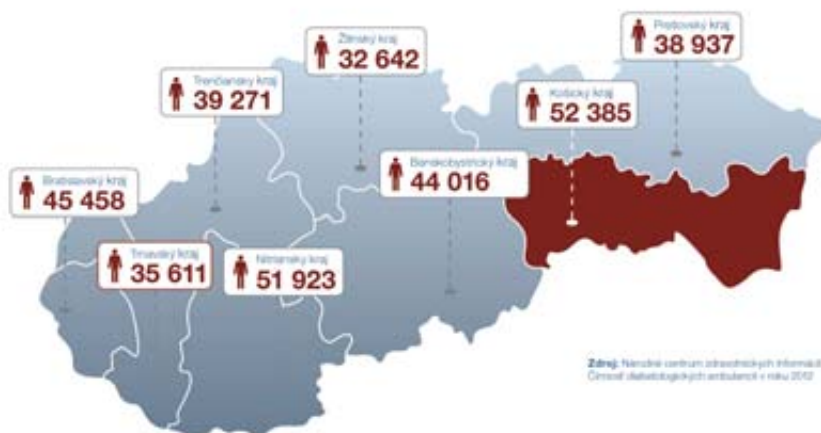 Žilinský kraj
32 642
Prešovský kraj
38 937
Trenčiansky kraj
39 271
Košický kraj
52 385
Banskobystrický kraj
44 016
Bratislavský kraj
45 458
Trnavský kraj
35 611
Nitriansky kraj
51 923
Zdroj: Národné centrum zdravotníckych informácií
Činnosť diabetologických ambulancií v roku 2012